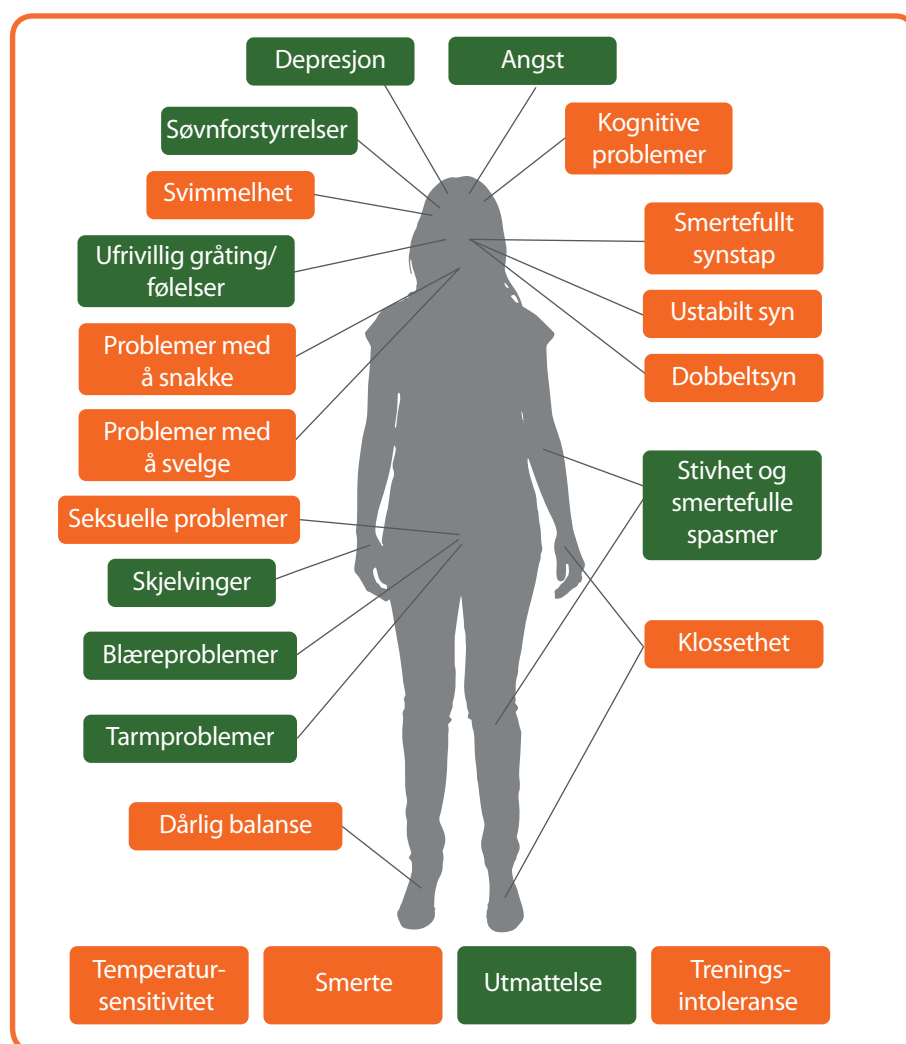 Depresjon
Angst
Søvnforstyrrelser
Kognitive
problemer
Svimmelhet
Smertefullt
synstap
Ufrivillig gråting/
følelser
Ustabilt syn
Problemer med
å snakke
Dobbeltsyn
Problemer med
å svelge
Stivhet og
smertefulle
spasmer
Seksuelle problemer
Skjelvinger
Blæreproblemer
Klossethet
Tarmproblemer
Dårlig balanse
Temperatur-
sensitivitet
Smerte
Utmattelse
Trenings-
intoleranse